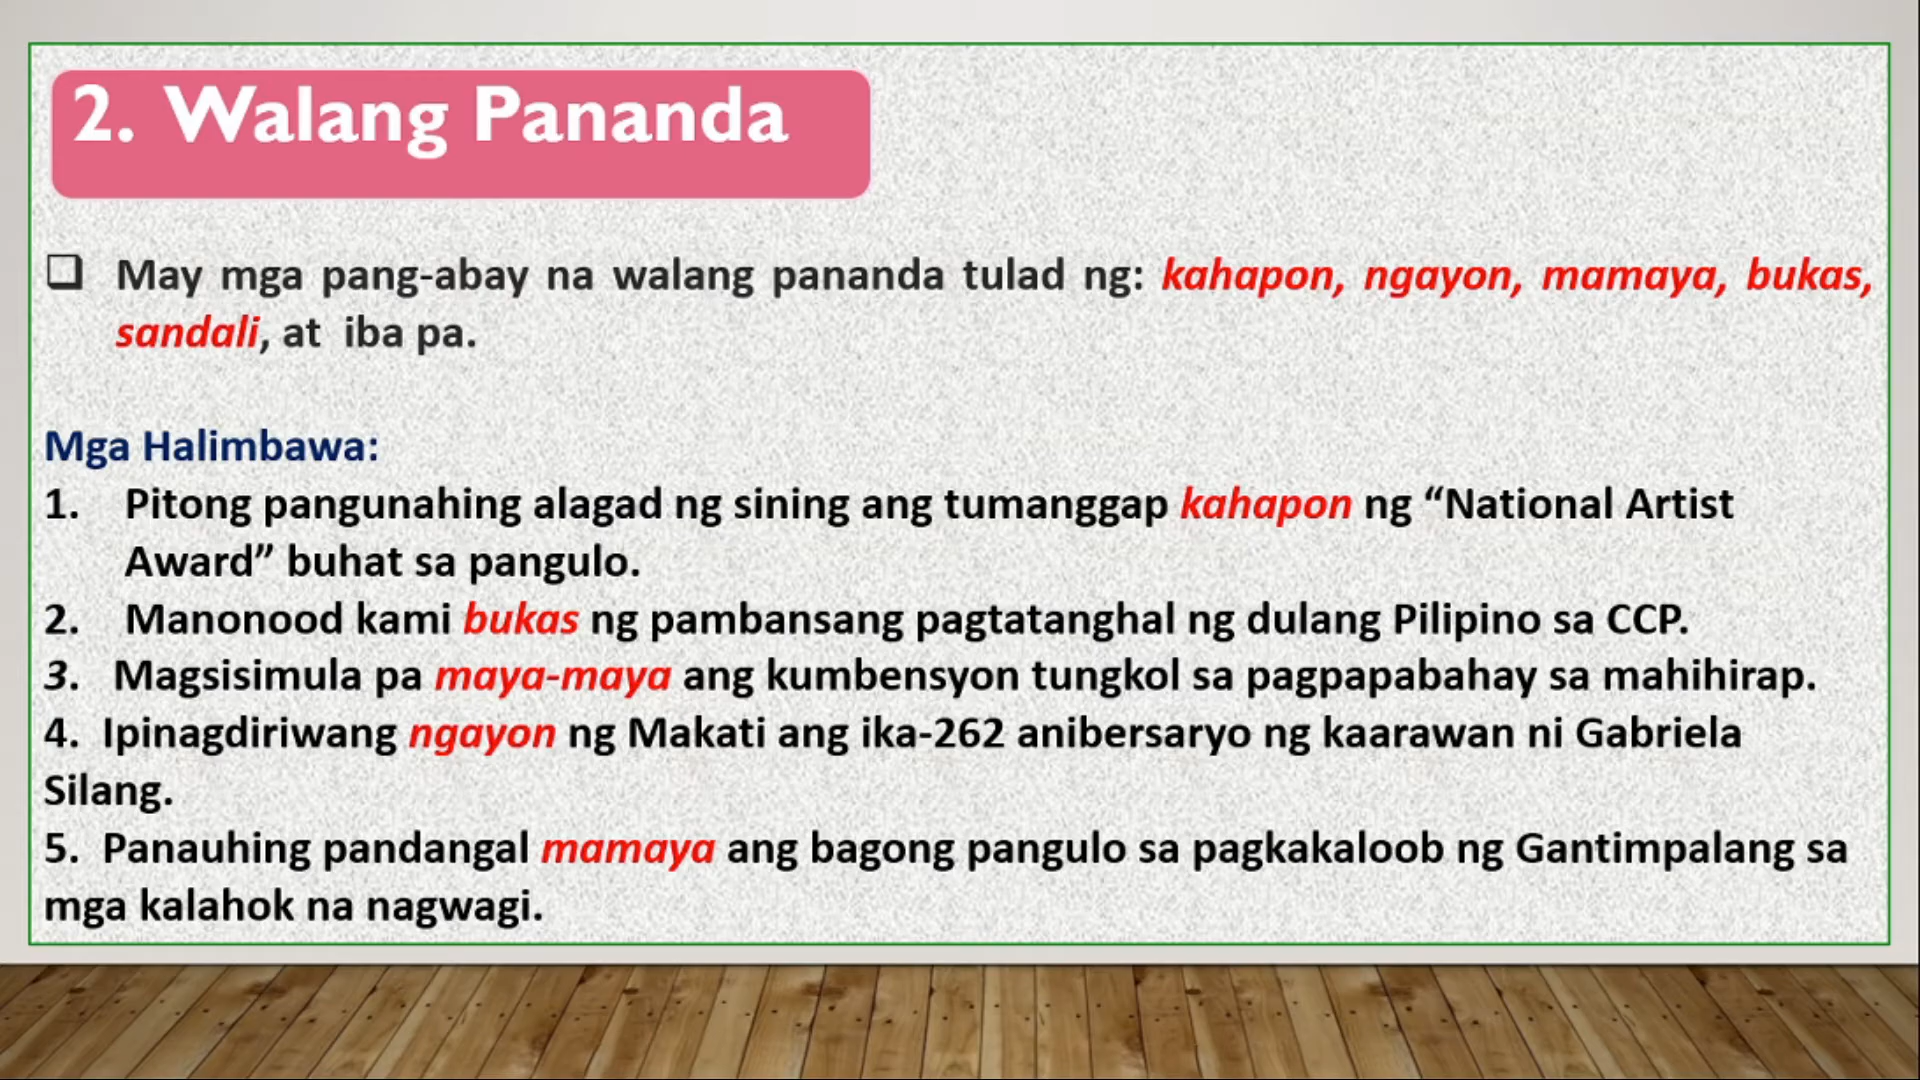 2. Walang Pananda
❑ May mga pang-abay na walang pananda tulad ng: kahapon, ngayon, mamaya, bukas,
sandali, at iba pa.
Mga Halimbawa:
1. Pitong pangunahing alagad ng sining ang tumanggap kahapon ng “National Artist
Award” buhat sa pangulo.
2. Manonood kami bukas ng pambansang pagtatanghal ng dulang Pilipino sa CCP.
3. Magsisimula pa maya-maya ang kumbensyon tungkol sa pagpapabahay sa mahihirap.
4. Ipinagdiriwang ngayon ng Makati ang ika-262 anibersaryo ng kaarawan ni Gabriela
Silang.
5. Panauhing pandangal mamaya ang bagong pangulo sa pagkakaloob ng Gantimpalang sa
mga kalahok na nagwagi.